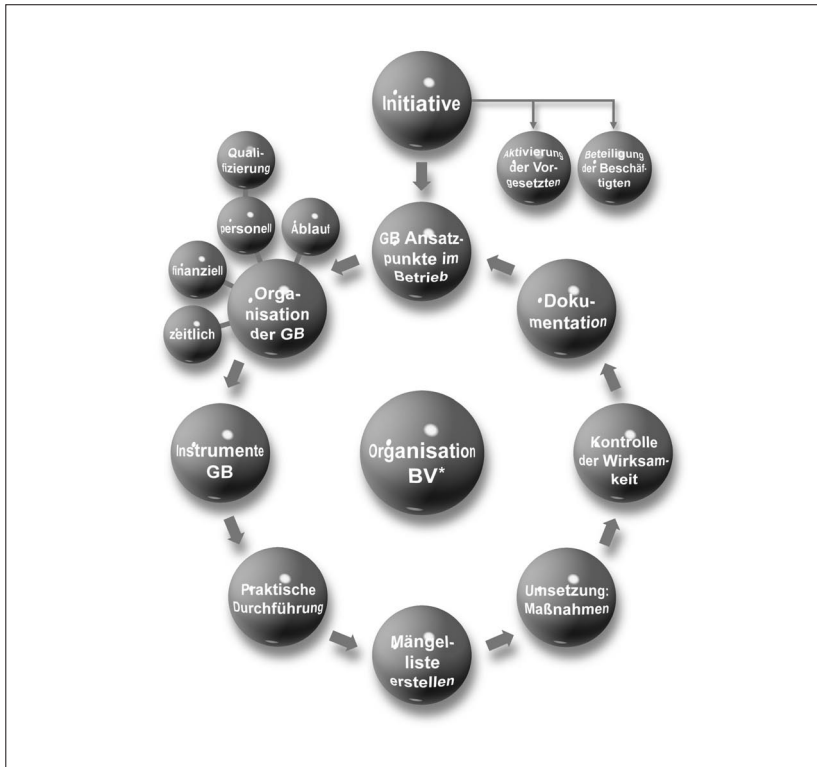 Initiative
Aktivierung
der Vor-
gesetzten
Beteiligung
der Beschäf-
tigten
Quali-
fizierung
personell
Ablauf
finanziell
zeitlich
Orga-
nisation
der GB
GB Ansatz-
punkte im
Betrieb
Doku-
mentation
Instrumente
GB
Organisation
BV*
Kontrolle
der Wirksam-
keit
Praktische
Durchführung
Mängel-
liste
erstellen
Umsetzung:
Maßnahmen